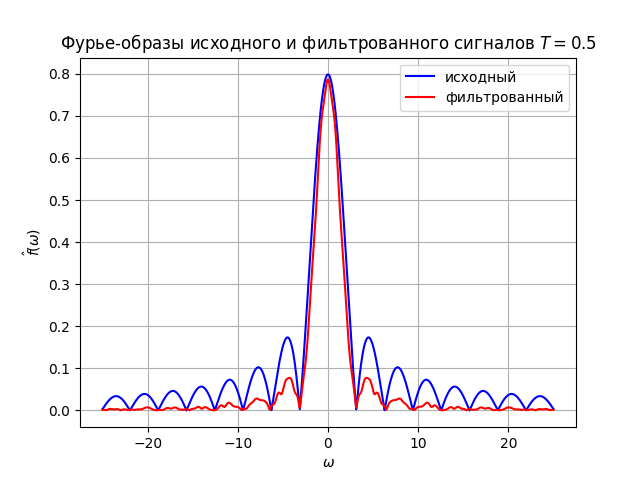 Фурье-образы исходного и фильтрованного сигналов T = 0.5
исходный
фильтрованный
0.8
0.7
0.6
0.5
0.4
0.3
0.2
0.1
0.0
f̂(ω)
−20
−10
0
10
20
ω